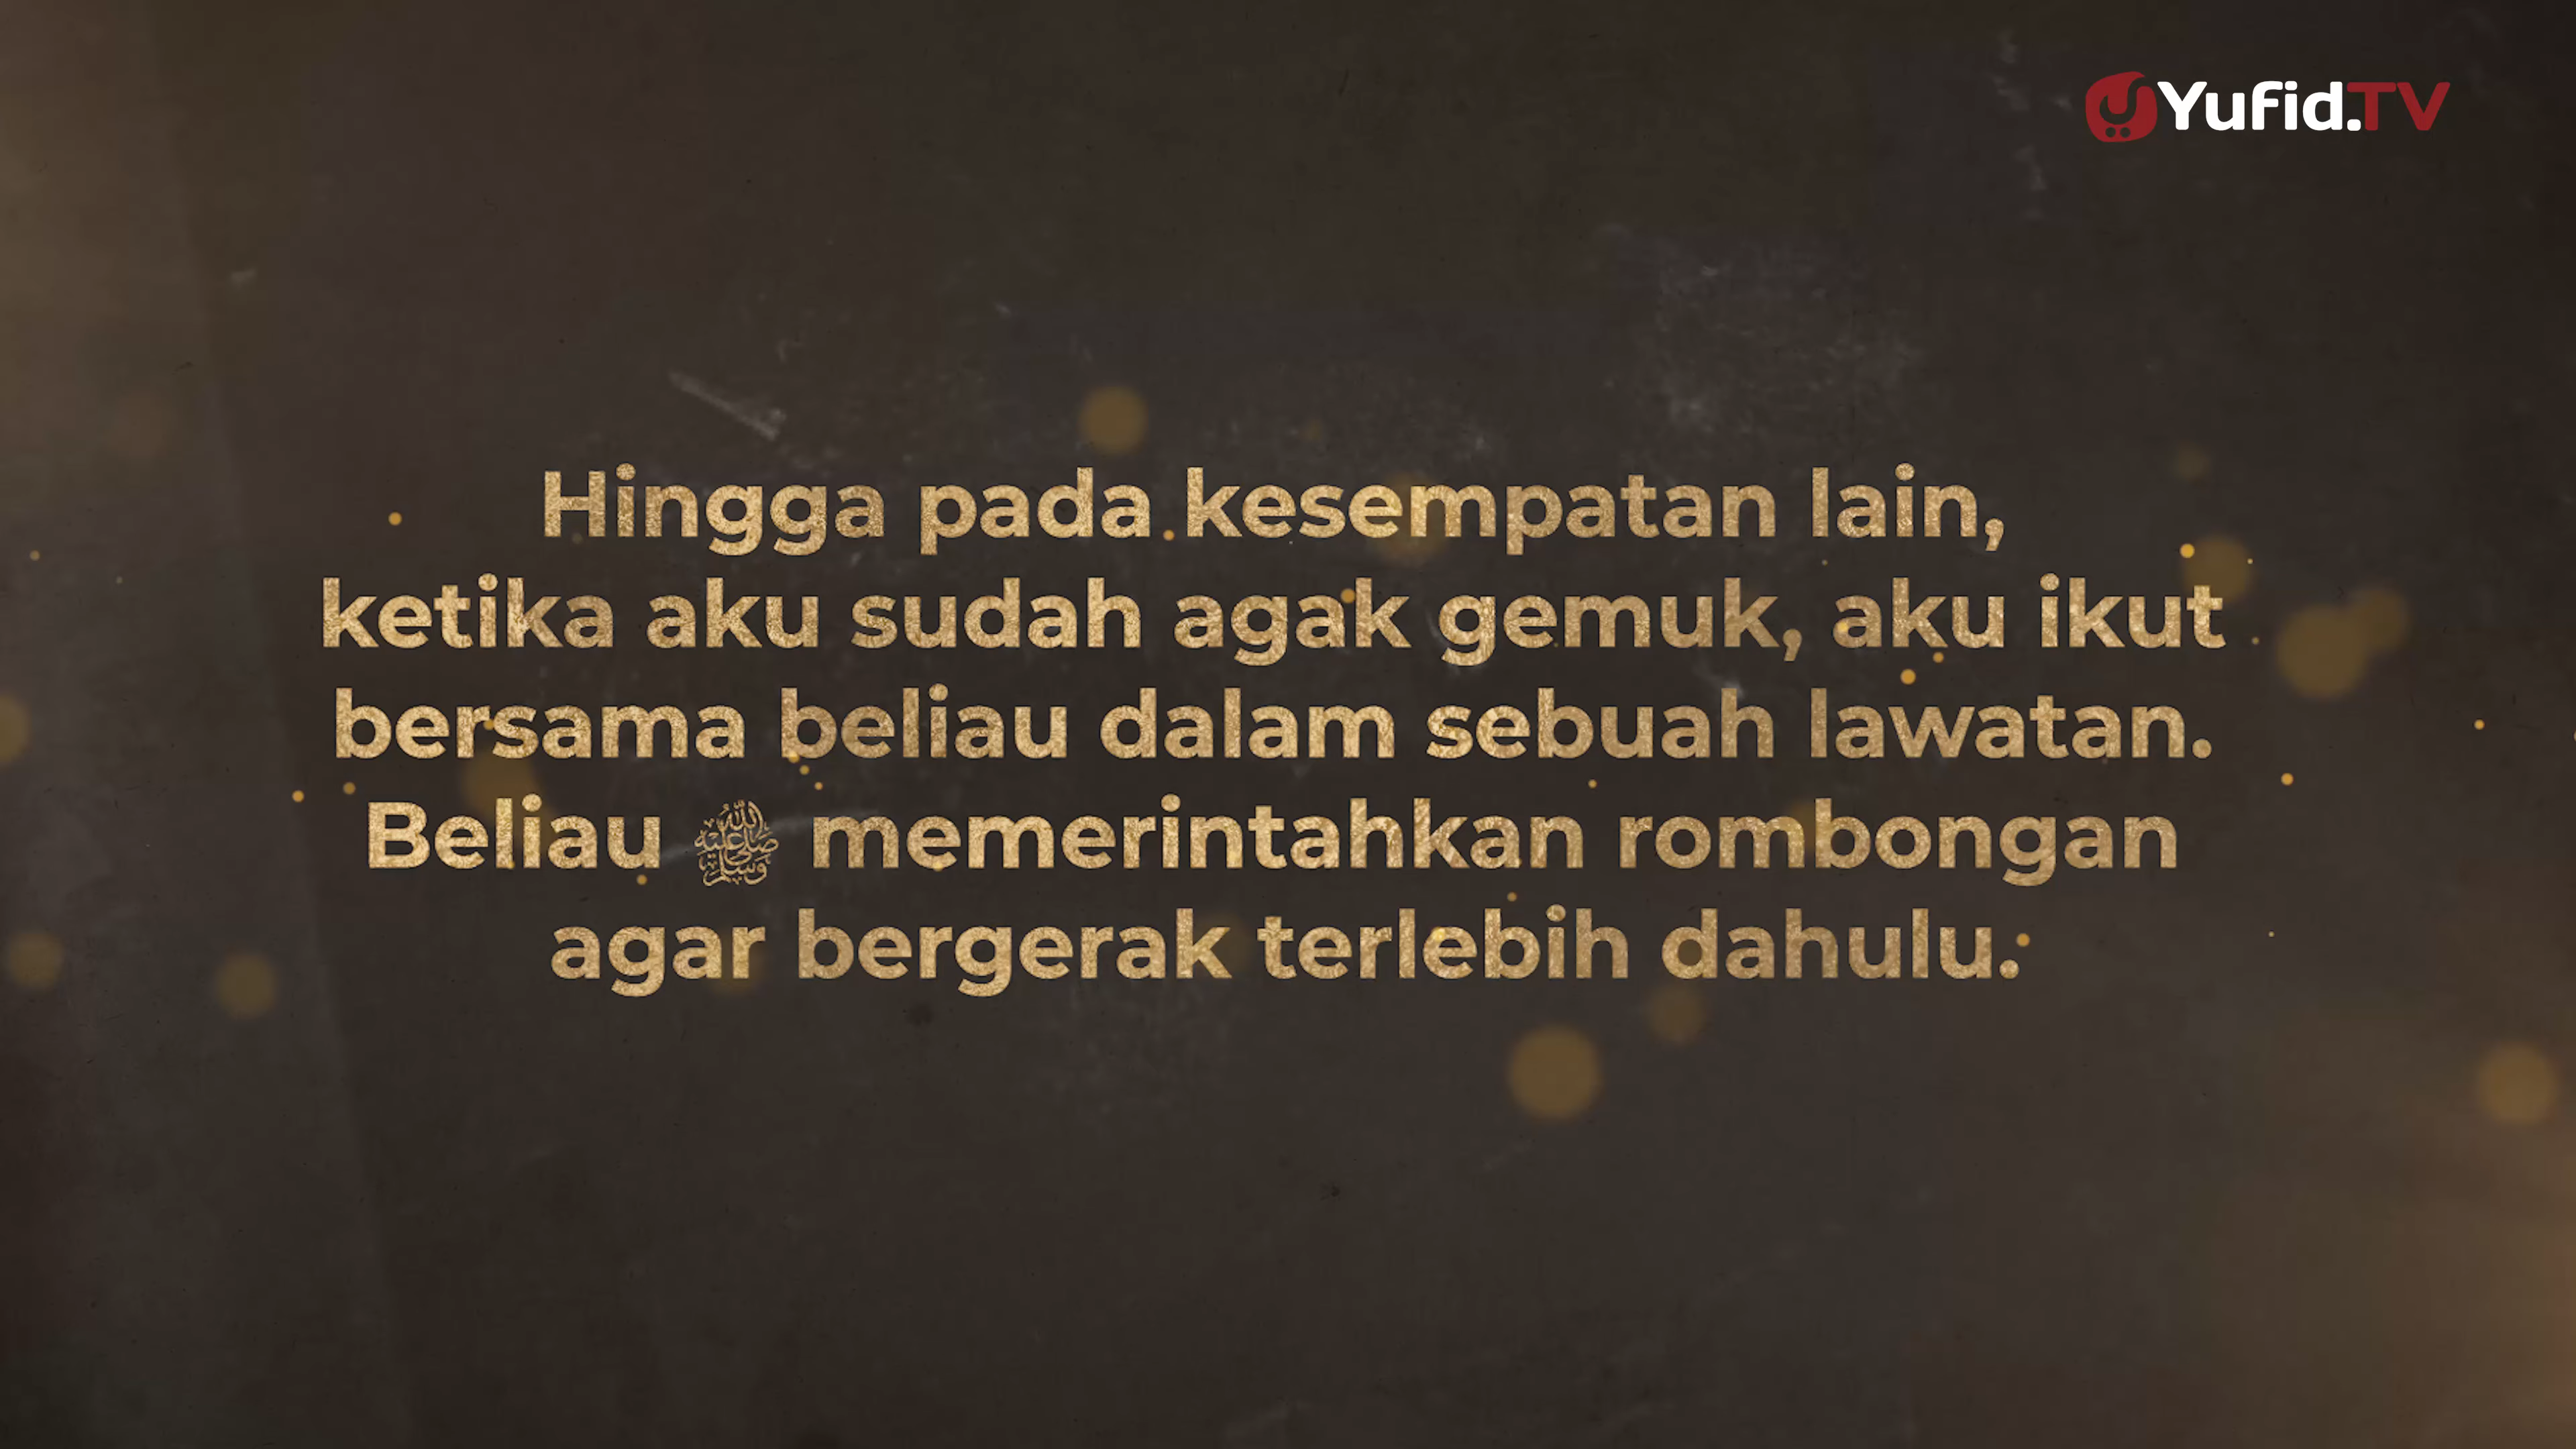 Yufid.TV
Hingga pada kesempatan lain,
ketika aku sudah agak gemuk, aku ikut
bersama beliau dalam sebuah lawatan.
Beliau ﷺ memerintahkan rombongan
agar bergerak terlebih dahulu.